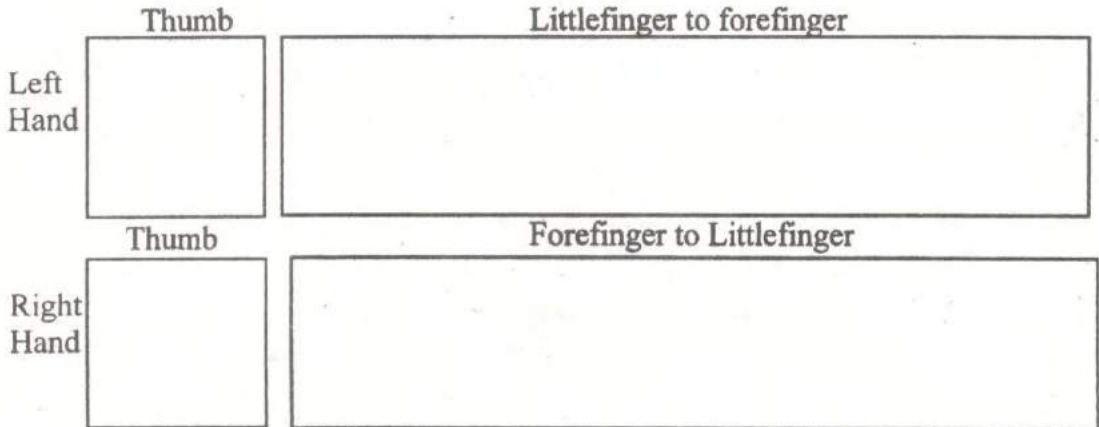 Thumb Littlefinger to forefinger
Left
Hand
Thumb Forefinger to Littlefinger
Right
Hand